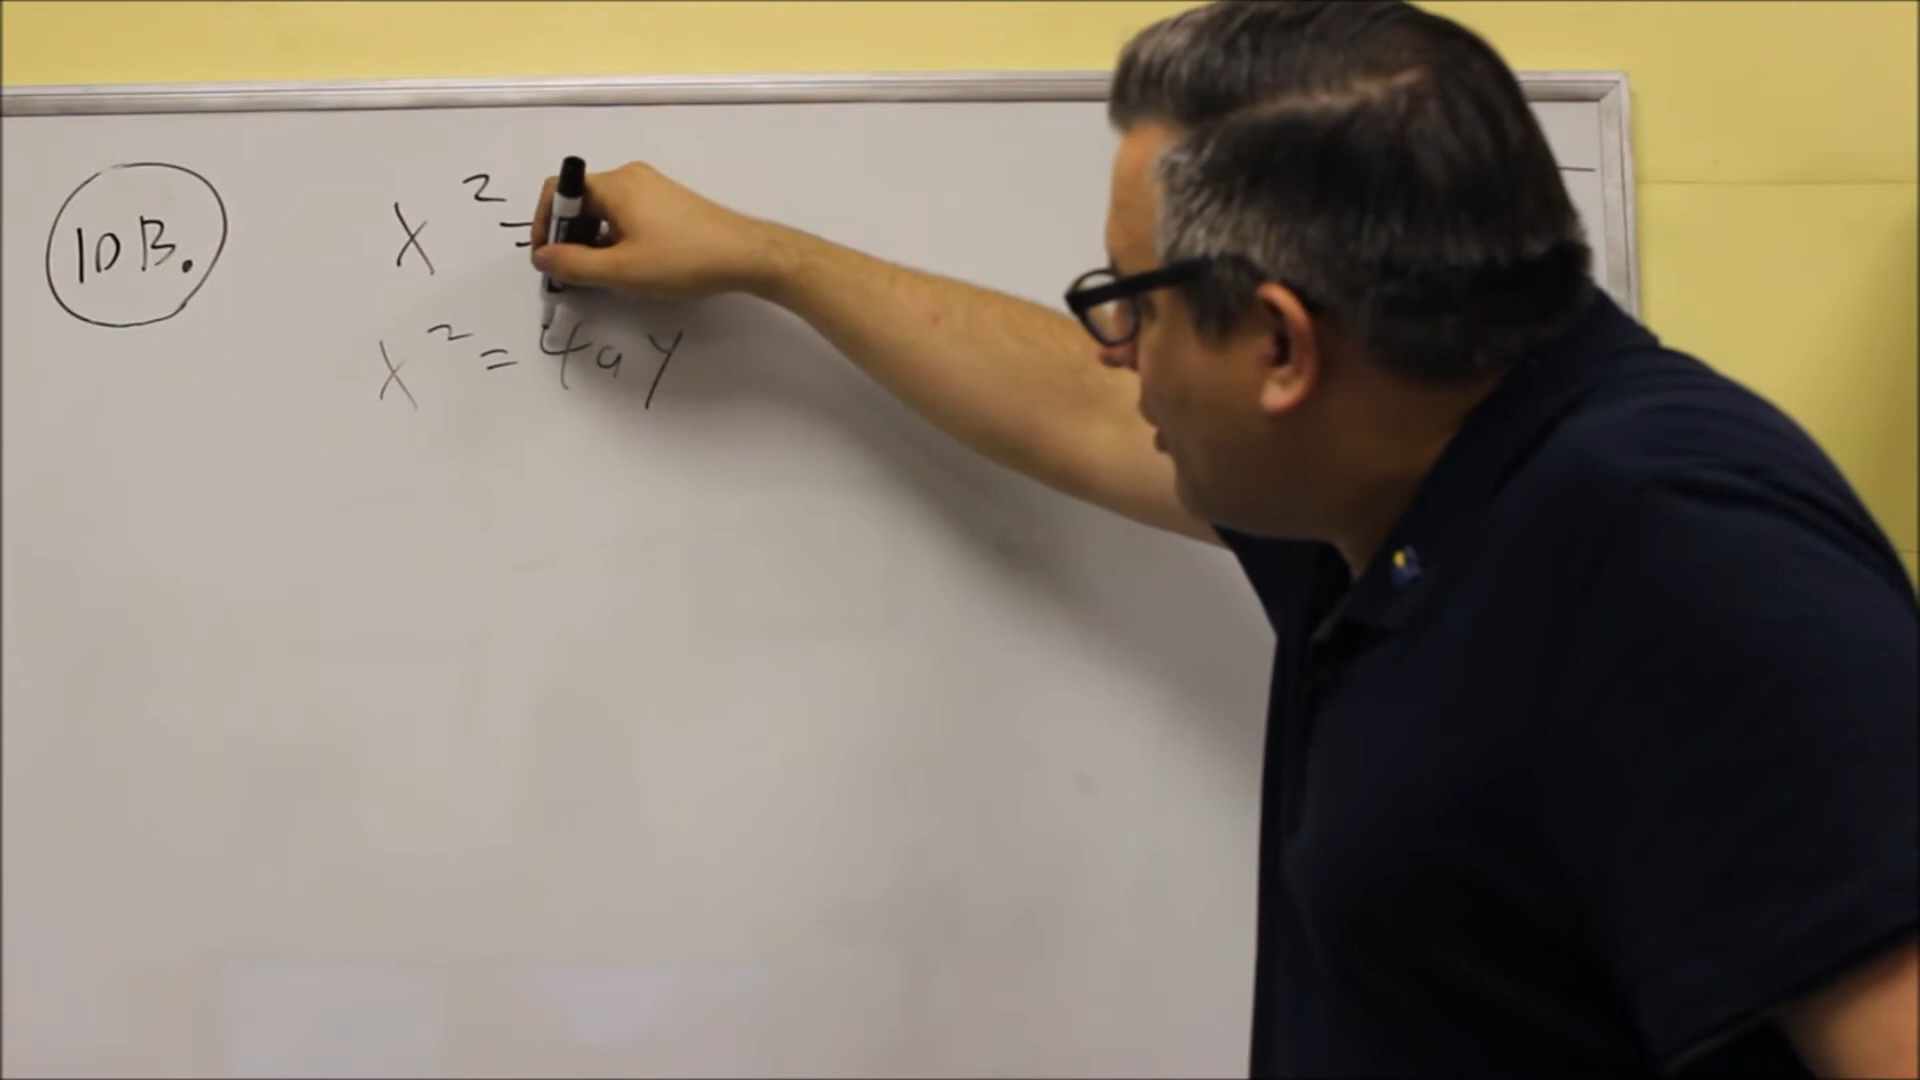 10B.
x² =
x² = 4ay